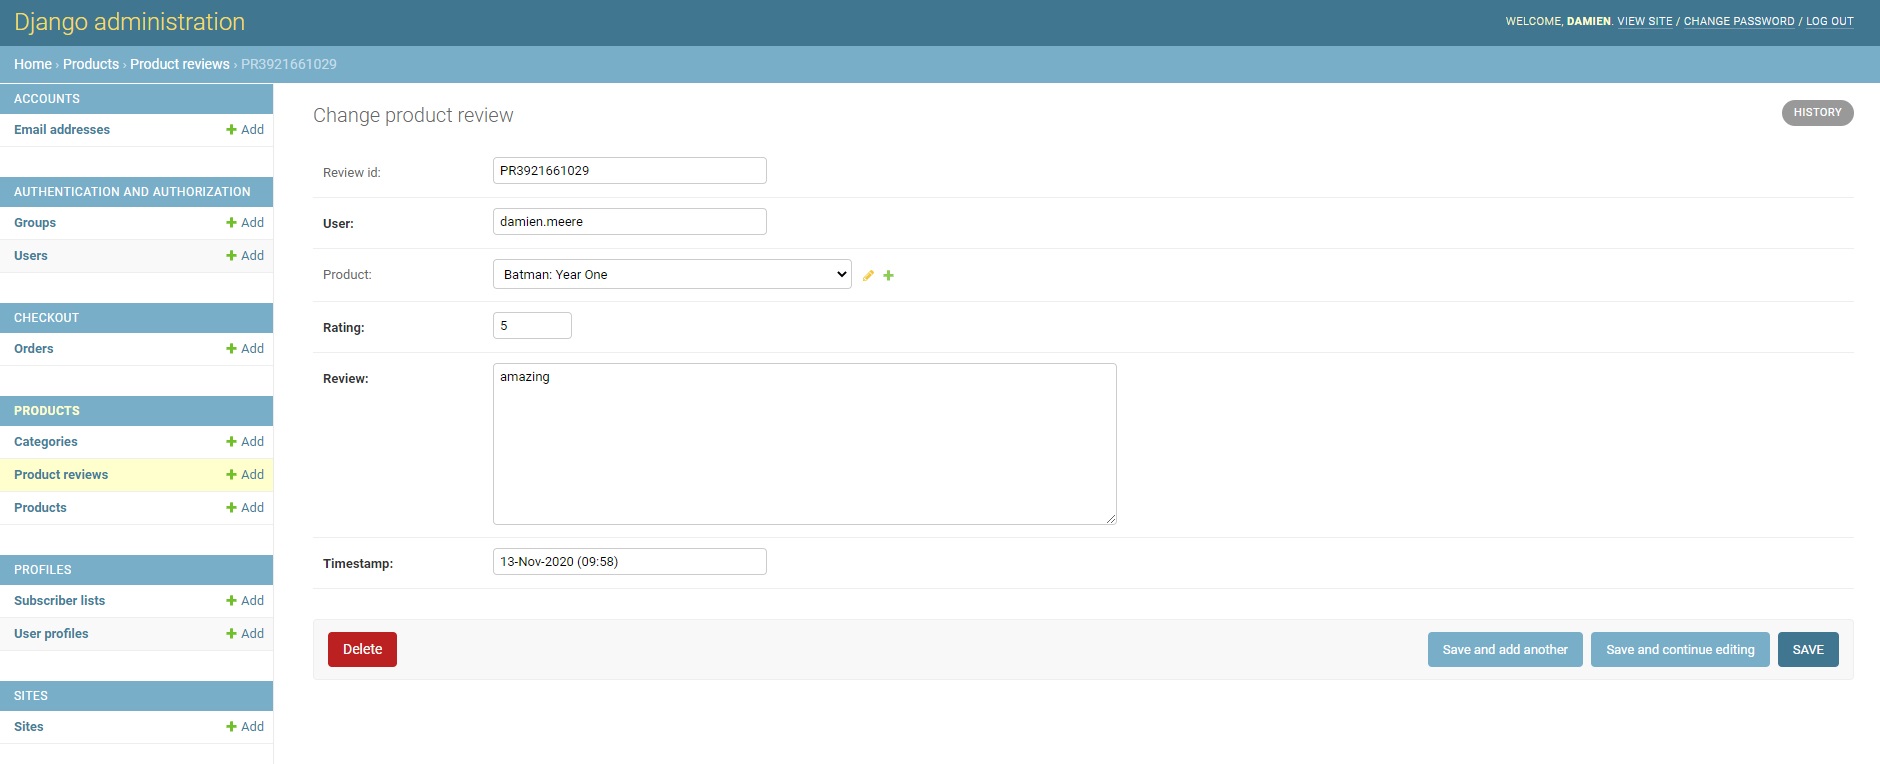 Django administration
WELCOME, DAMIEN. VIEW SITE / CHANGE PASSWORD / LOG OUT
Home › Products › Product reviews › PR3921661029
ACCOUNTS
Email addresses Add
AUTHENTICATION AND AUTHORIZATION
Groups Add
Users Add
CHECKOUT
Orders Add
PRODUCTS
Categories Add
Product reviews Add
Products Add
PROFILES
Subscriber lists Add
User profiles Add
SITES
Sites Add
Change product review
HISTORY
Review id: PR3921661029
User: damien.meere
Product: Batman: Year One
Rating: 5
Review: amazing
Timestamp: 13-Nov-2020 (09:58)
Delete
Save and add another
Save and continue editing
SAVE